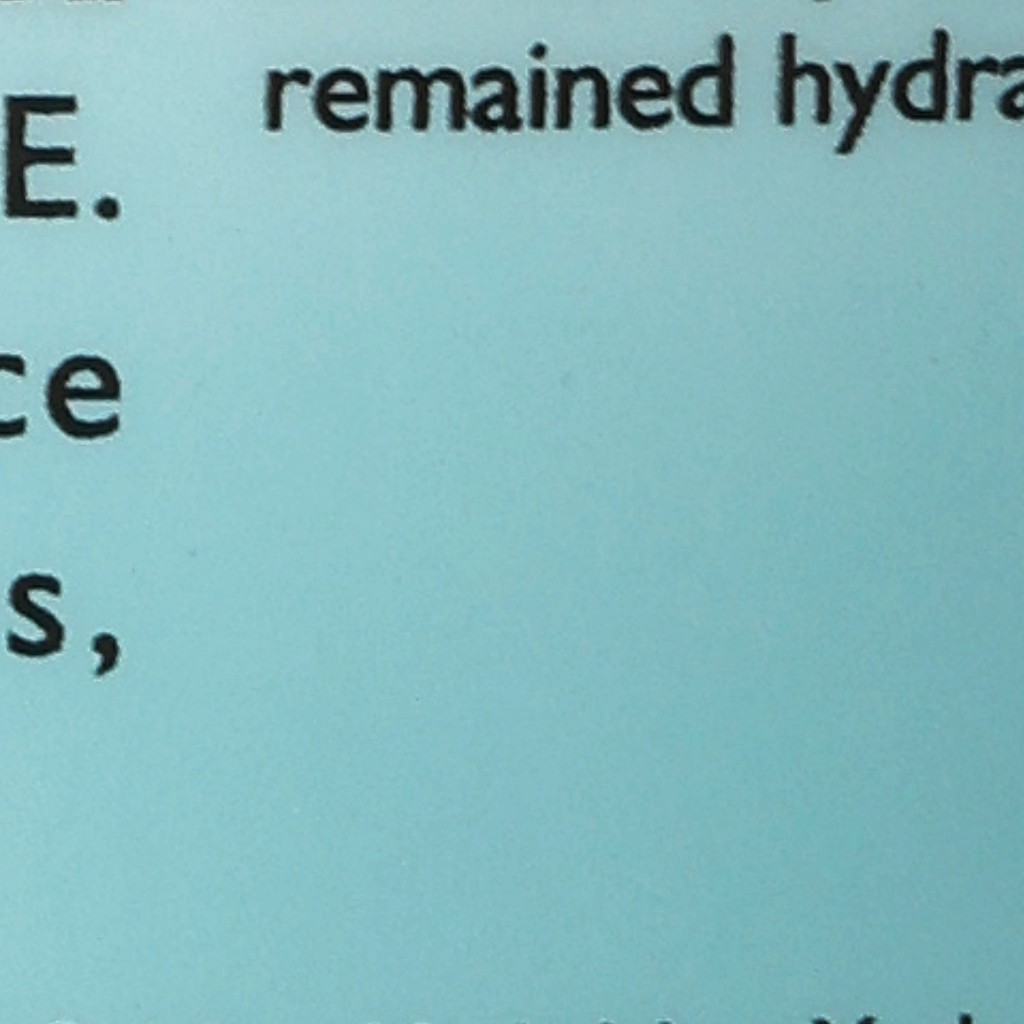 remained hydra
E.
ce
s,